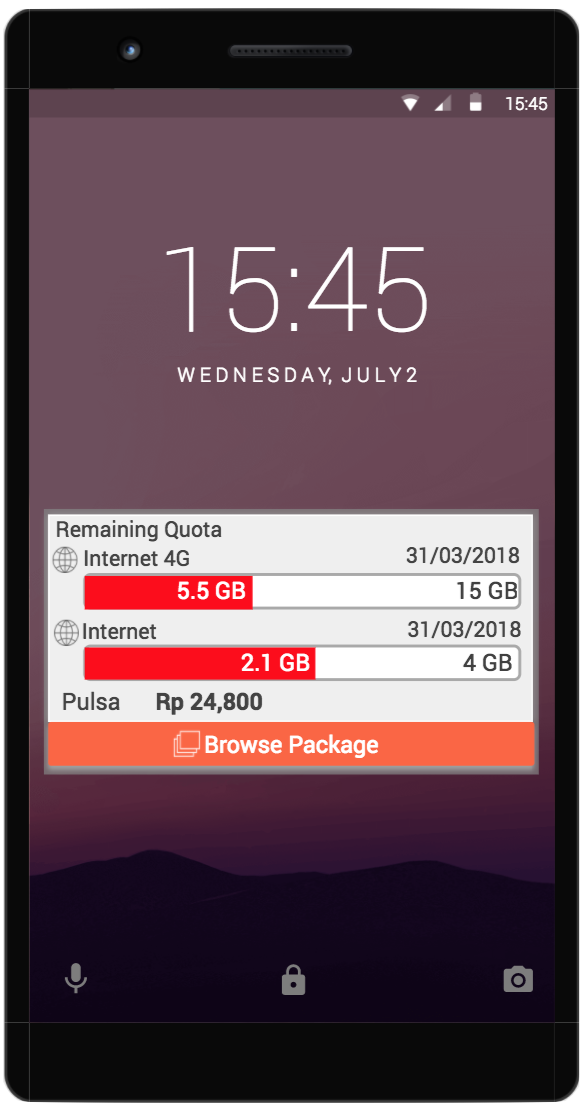 15:45
15:45
WEDNESDAY, JULY2
Remaining Quota
Internet 4G 31/03/2018
5.5 GB 15 GB
Internet 31/03/2018
2.1 GB 4 GB
Pulsa Rp 24,800
Browse Package